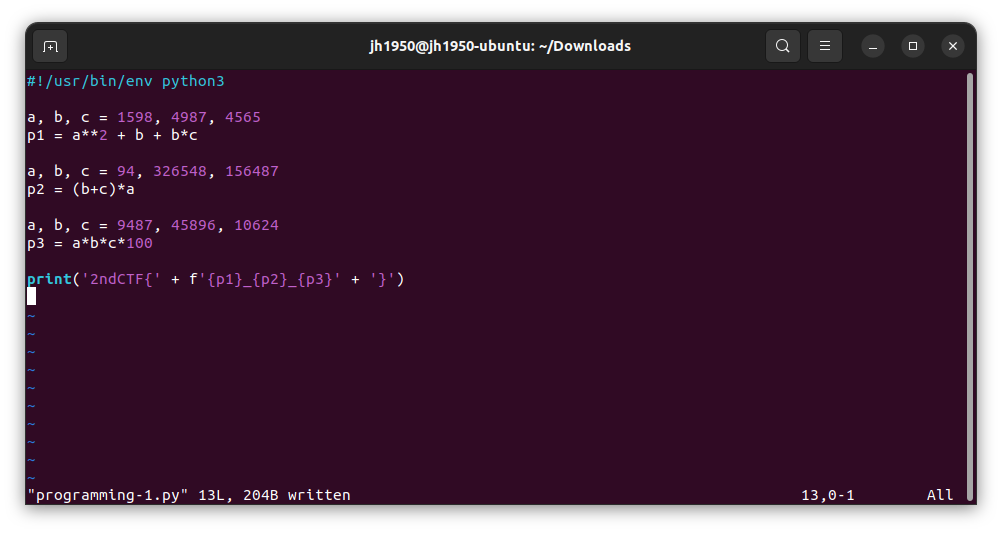 jh1950@jh1950-ubuntu: ~/Downloads
#!/usr/bin/env python3
a, b, c = 1598, 4987, 4565
p1 = a**2 + b + b*c
a, b, c = 94, 326548, 156487
p2 = (b+c)*a
a, b, c = 9487, 45896, 10624
p3 = a*b*c*100
print('2ndCTF{' + f'{p1}_{p2}_{p3}' + '}')
~
~
~
~
~
~
~
~
~
~
"programming-1.py" 13L, 204B written 13,0-1 All